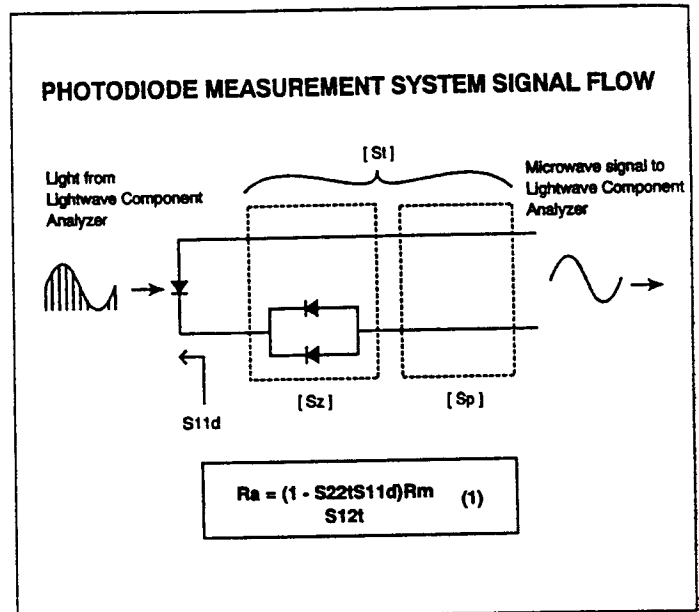 PHOTODIODE MEASUREMENT SYSTEM SIGNAL FLOW
[ St ]
Light from
Lightwave Component
Analyzer
Microwave signal to
Lightwave Component
Analyzer
[ Sz ]
[ Sp ]
S11d
Ra = (1 - S22tS11d)Rm (1)
S12t